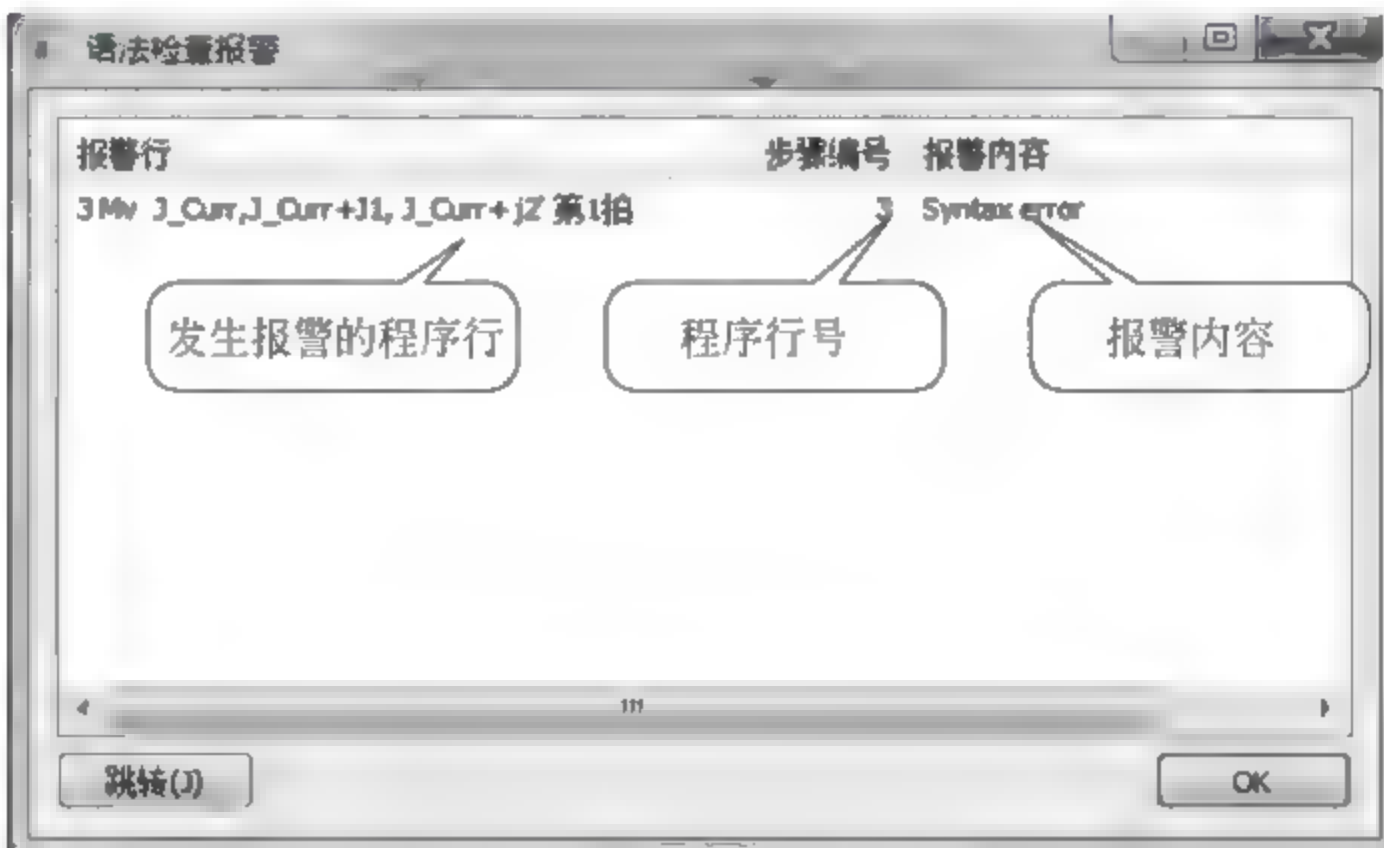 语法检查报警
报警行 步骤编号 报警内容
3 Mv J_Curr,J_Curr+J1, J_Curr+jZ' 第1拍 3 Syntax error
发生报警的程序行 程序行号 报警内容
跳转(J) OK